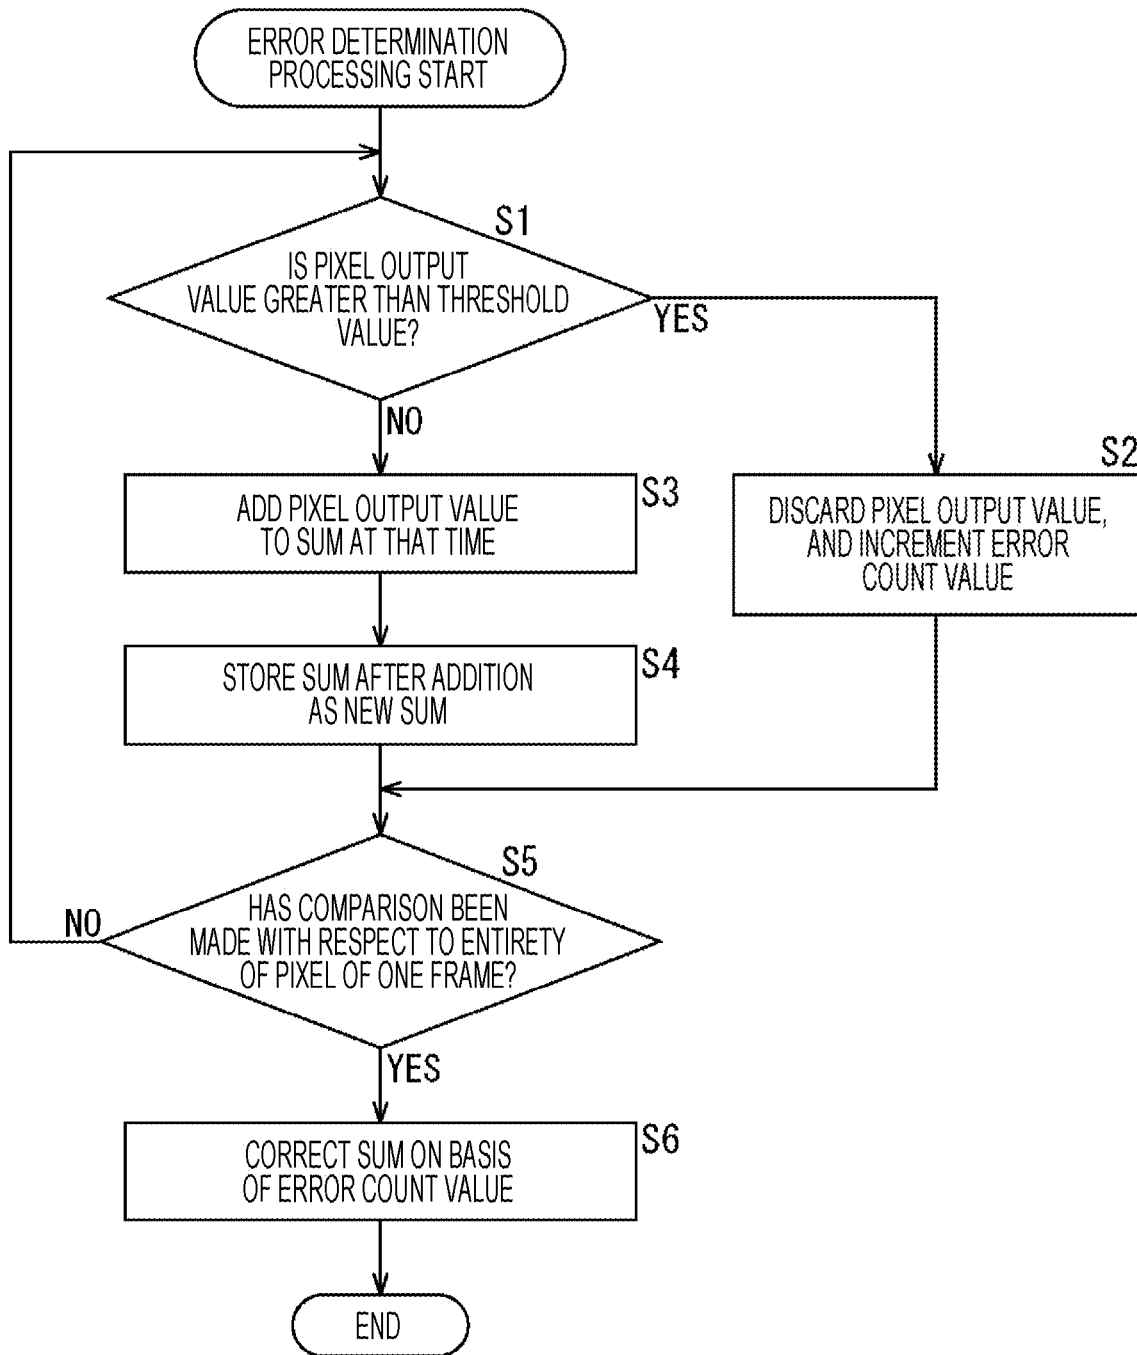 ERROR DETERMINATION
PROCESSING START
S1
IS PIXEL OUTPUT
VALUE GREATER THAN THRESHOLD
VALUE?
YES
NO
S3
ADD PIXEL OUTPUT VALUE
TO SUM AT THAT TIME
S2
DISCARD PIXEL OUTPUT VALUE,
AND INCREMENT ERROR
COUNT VALUE
S4
STORE SUM AFTER ADDITION
AS NEW SUM
S5
HAS COMPARISON BEEN
MADE WITH RESPECT TO ENTIRETY
OF PIXEL OF ONE FRAME?
NO
YES
S6
CORRECT SUM ON BASIS
OF ERROR COUNT VALUE
END